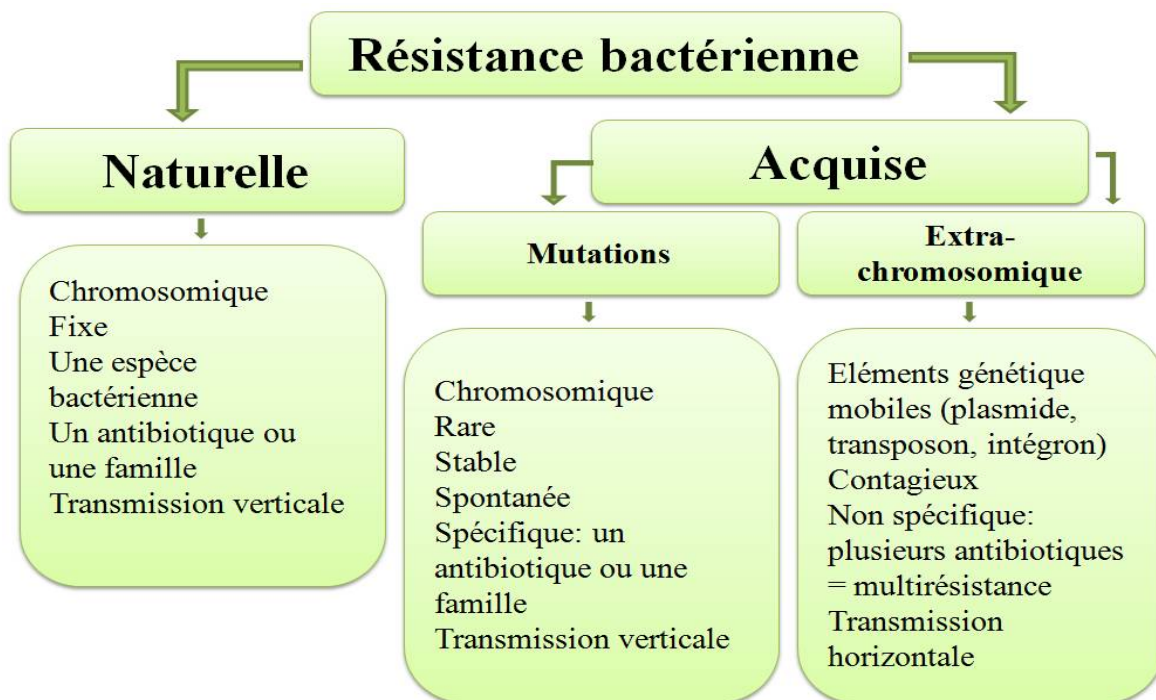 Résistance bactérienne
Naturelle
Chromosomique
Fixe
Une espèce
bactérienne
Un antibiotique ou
une famille
Transmission verticale
Acquise
Mutations
Chromosomique
Rare
Stable
Spontanée
Spécifique: un
antibiotique ou une
famille
Transmission verticale
Extra-
chromosomique
Eléments génétique
mobiles (plasmide,
transposon, intégron)
Contagieux
Non spécifique:
plusieurs antibiotiques
= multirésistance
Transmission
horizontale